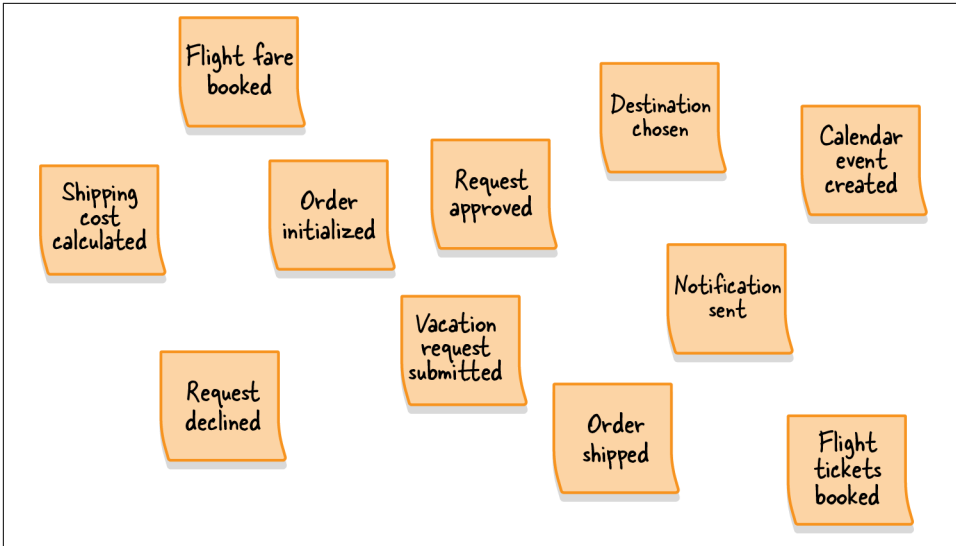 Flight fare
booked
Destination
chosen
Calendar
event
created
Request
approved
Order
initialized
Shipping
cost
calculated
Notification
sent
Vacation
request
submitted
Request
declined
Order
shipped
Flight
tickets
booked